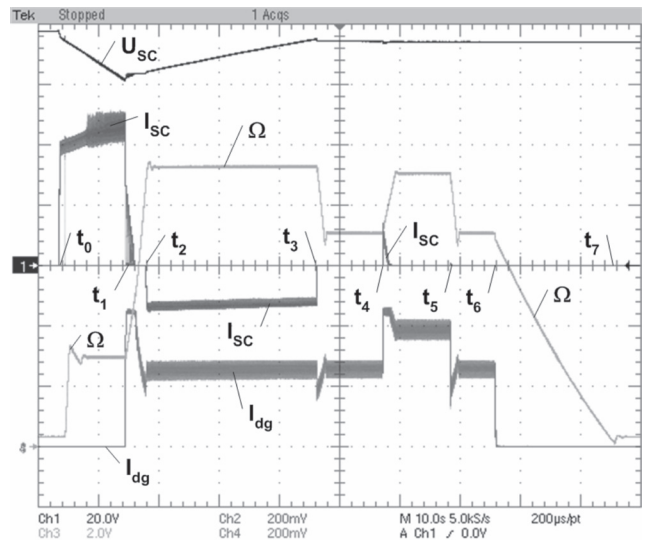 Tek Stopped 1 Acqs
USC
ISC
Ω
t0 t2 t3 ISC t7
1
t1 t4 t5 t6
ISC Ω
Ω
Idg
4
Idg
Ch1 20.0V Ch2 200mV M 10.0s 5.0kS/s 200µs/pt
Ch3 2.0V Ch4 200mV A Ch1 / 0.0V